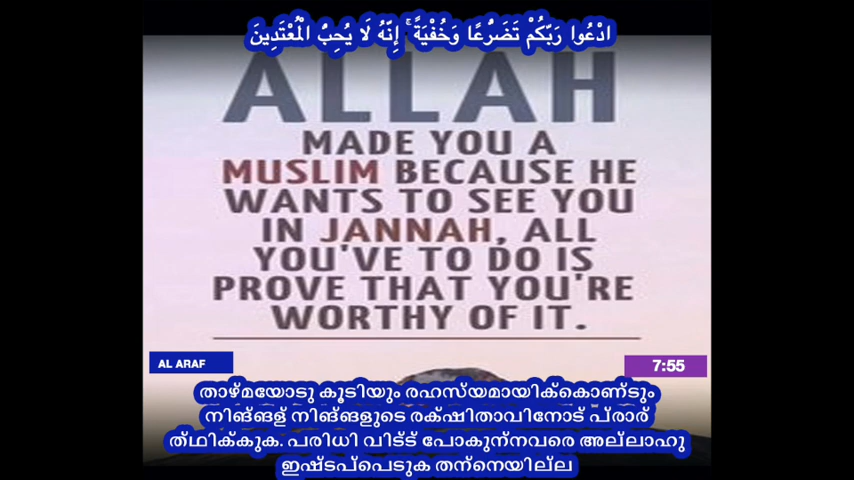 ادْعُوا رَبَّكُمْ تَضَرُّعًا وَخُفْيَةً ۚ إِنَّهُ لَا يُحِبُّ الْمُعْتَدِينَ
ALLAH
MADE YOU A
MUSLIM BECAUSE HE
WANTS TO SEE YOU
IN JANNAH, ALL
YOU'VE TO DO IS
PROVE THAT YOU'RE
WORTHY OF IT.
AL ARAF
7:55
താഴ്മയോടു കൂടിയും രഹസ്യമായിക്കൊണ്ടും
നിങ്ങള് നിങ്ങളുടെ രക്ഷിതാവിനോട് പ്രാര്
ത്ഥിക്കുക. പരിധി വിട്ട് പോകുന്നവരെ അല്ലാഹു
ഇഷ്ടപ്പെടുക തന്നെയില്ല